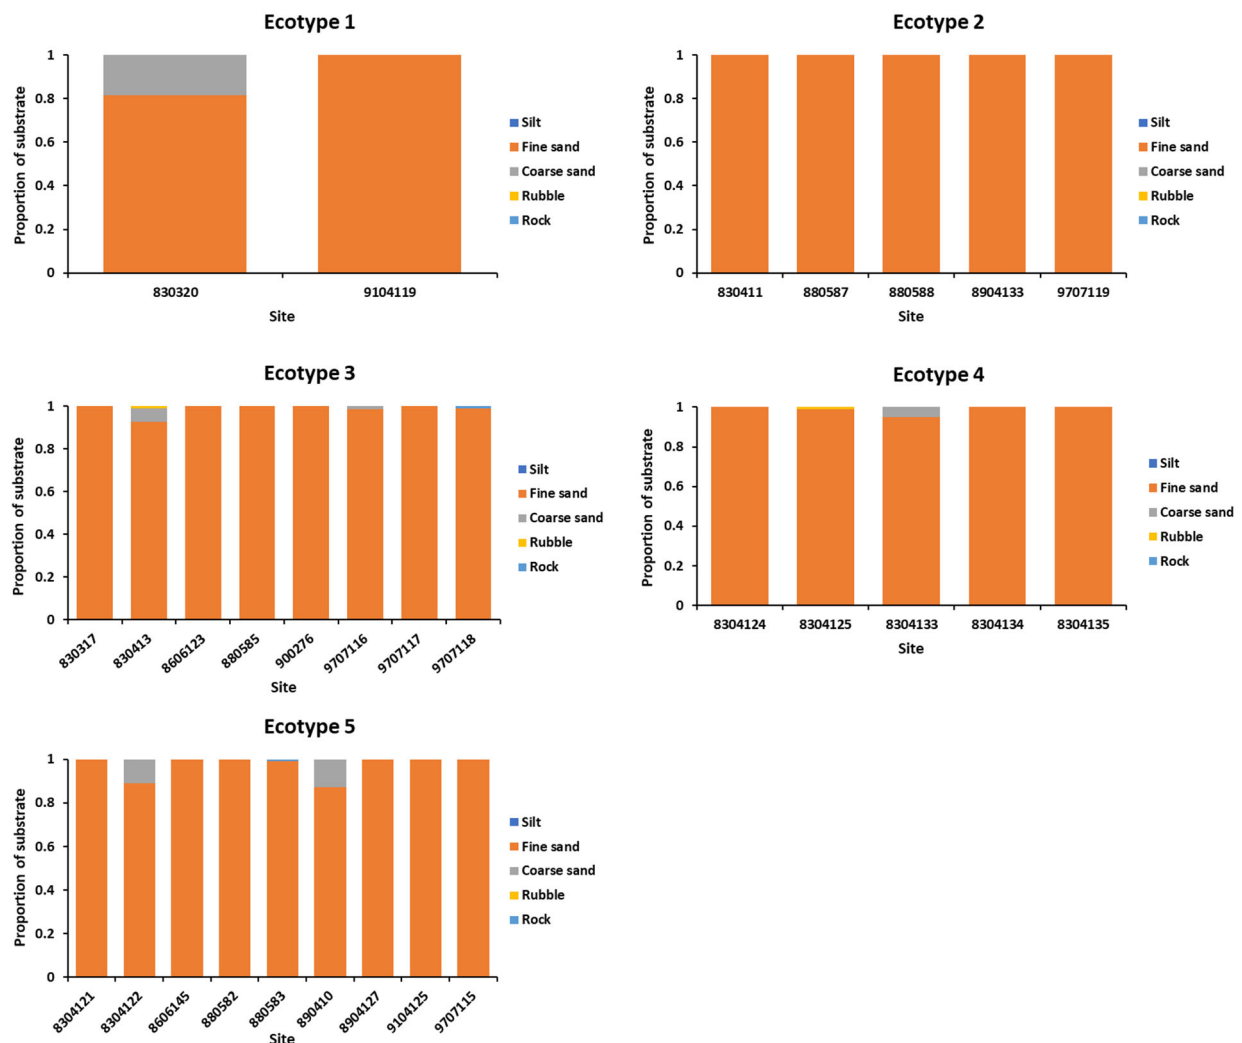 Ecotype 1
Proportion of substrate
1
0.8
0.6
0.4
0.2
0
830320 9104119
Site
Silt
Fine sand
Coarse sand
Rubble
Rock
Ecotype 2
Proportion of substrate
1
0.8
0.6
0.4
0.2
0
830411 880587 880588 8904133 9707119
Site
Silt
Fine sand
Coarse sand
Rubble
Rock
Ecotype 3
Proportion of substrate
1
0.8
0.6
0.4
0.2
0
830317 830413 8606123 880585 900276 9707116 9707117 9707118
Site
Silt
Fine sand
Coarse sand
Rubble
Rock
Ecotype 4
Proportion of substrate
1
0.8
0.6
0.4
0.2
0
8304124 8304125 8304133 8304134 8304135
Site
Silt
Fine sand
Coarse sand
Rubble
Rock
Ecotype 5
Proportion of substrate
1
0.8
0.6
0.4
0.2
0
8304121 8304122 8606145 880582 880583 890410 8904127 9104125 9707115
Site
Silt
Fine sand
Coarse sand
Rubble
Rock